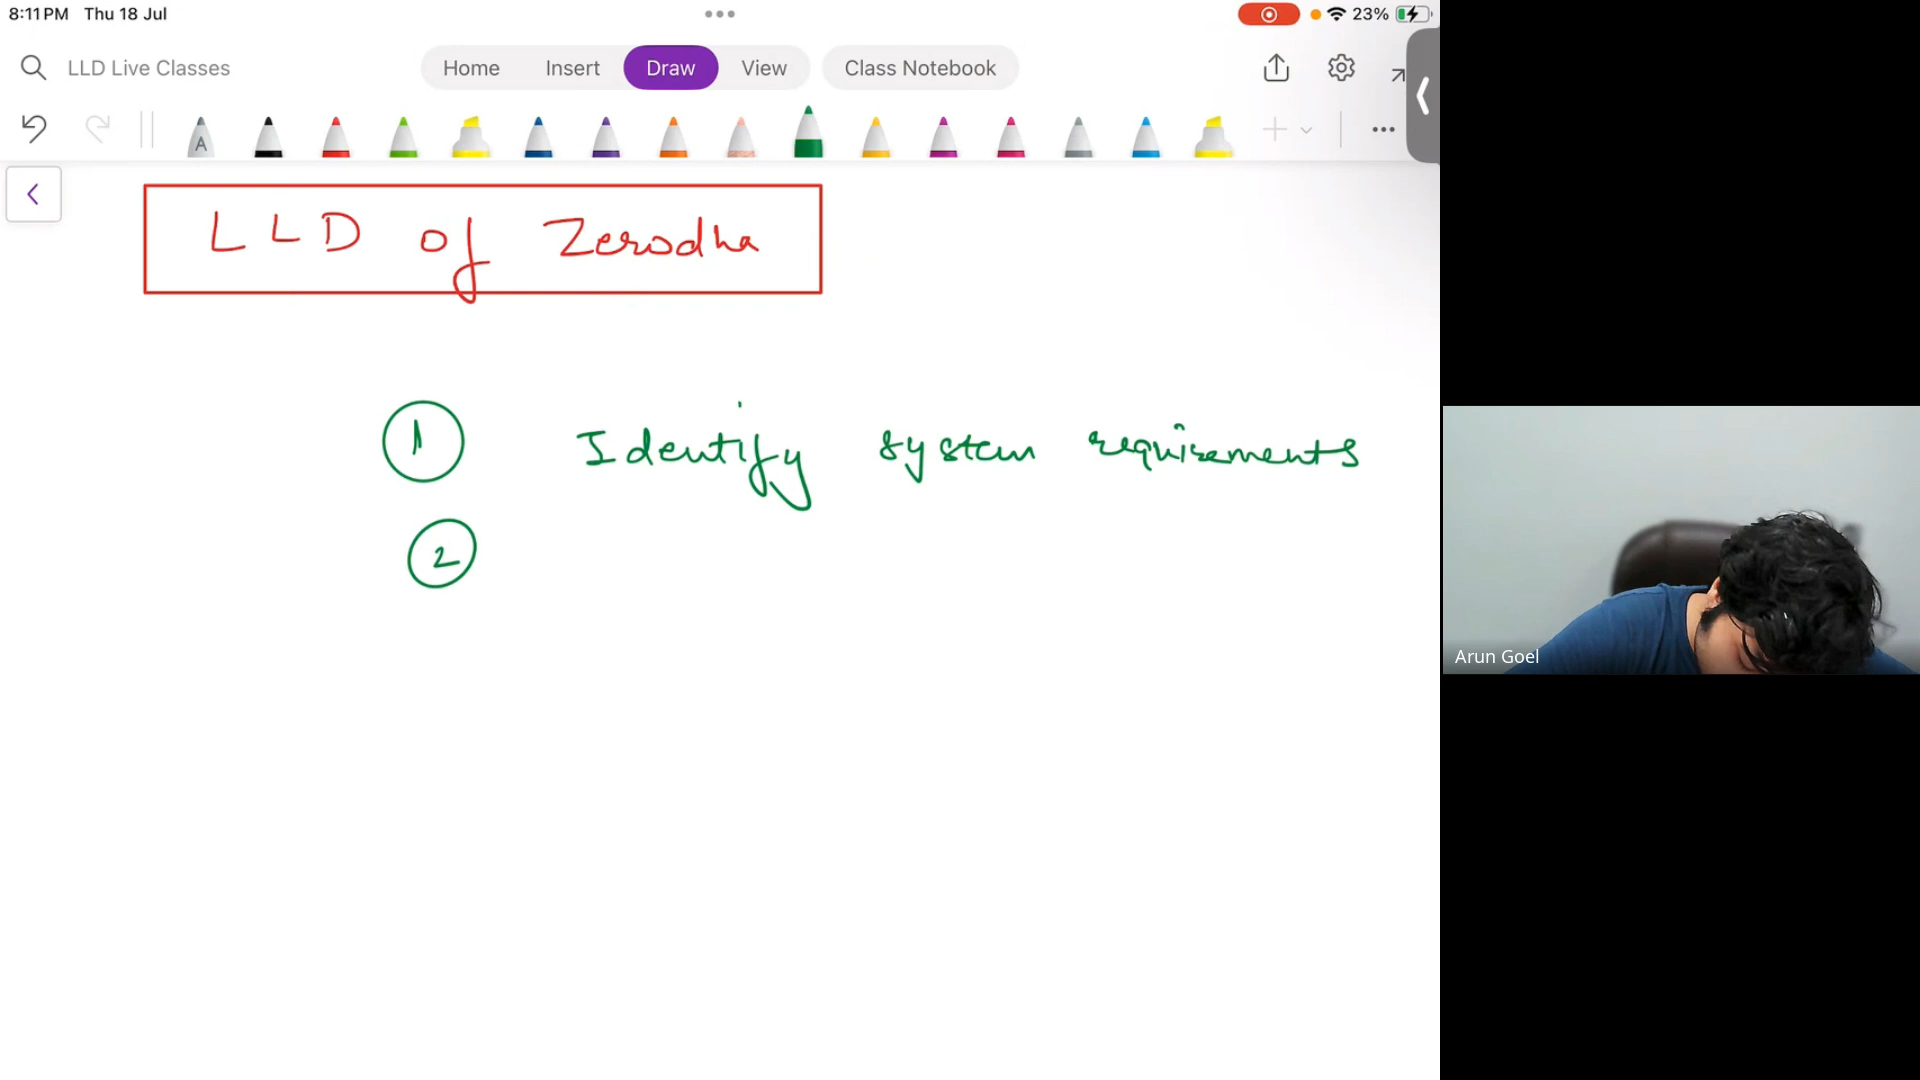 8:11 PM Thu 18 Jul
23%
LLD Live Classes
Home Insert Draw View Class Notebook
A
LLD of Zerodha
1 Identify system requirements
2
Arun Goel